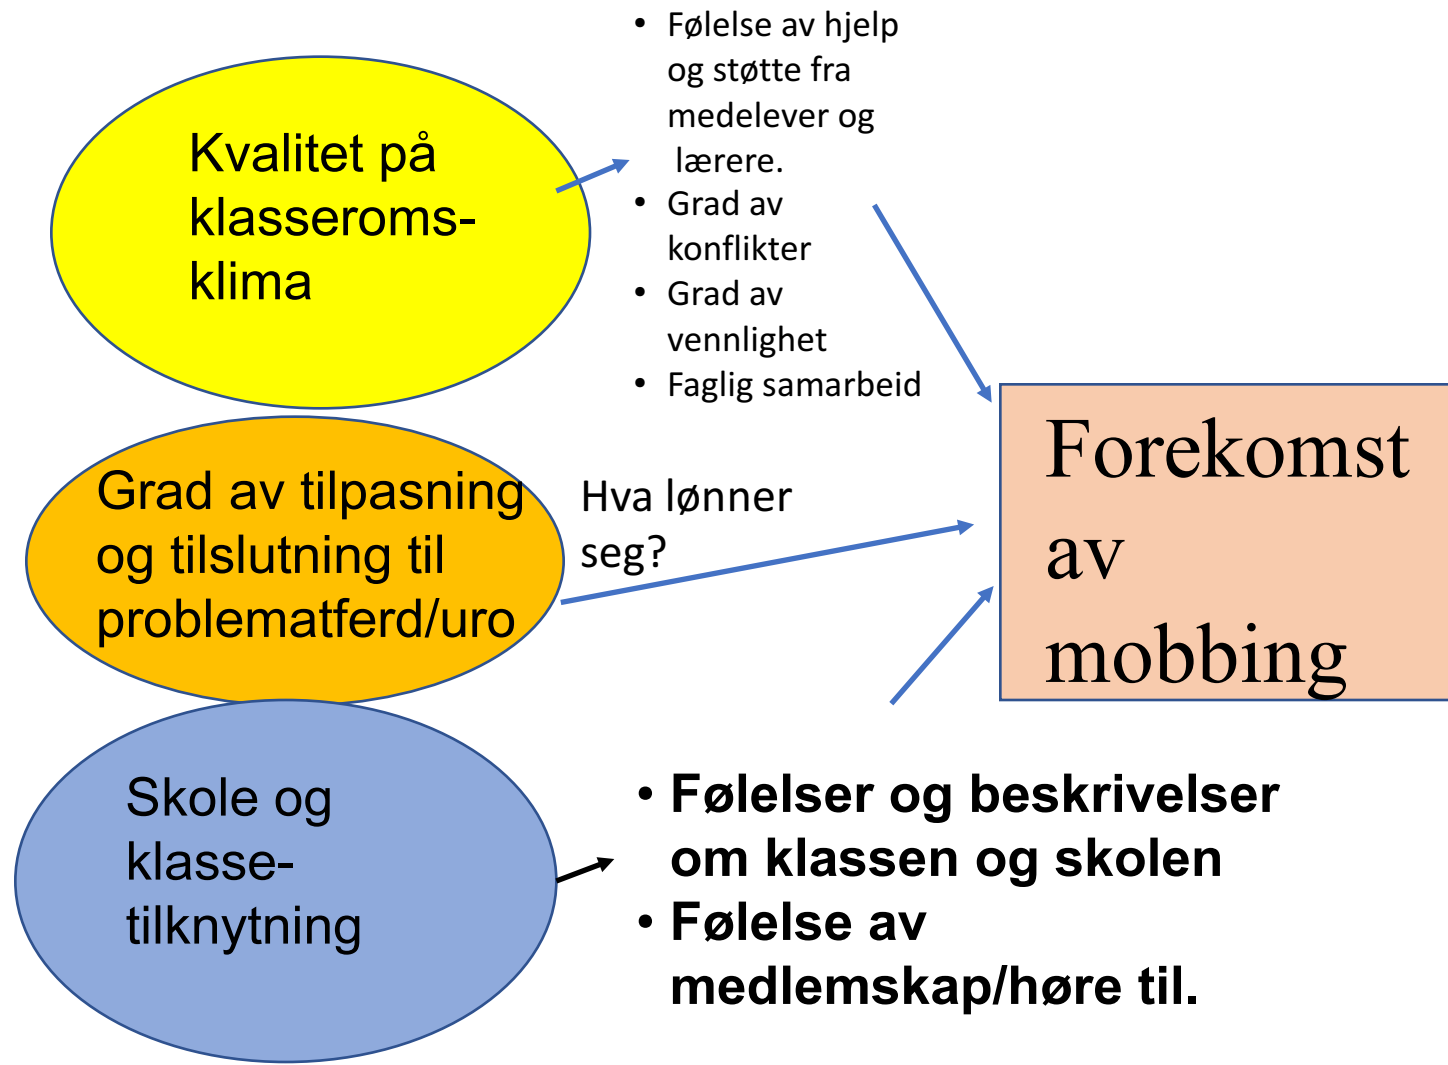 Kvalitet på
klasseroms-
klima
• Følelse av hjelp
og støtte fra
medelever og
lærere.
• Grad av
konflikter
• Grad av
vennlighet
• Faglig samarbeid
Grad av tilpasning
og tilslutning til
problematferd/uro
Hva lønner
seg?
Forekomst
av
mobbing
Skole og
klasse-
tilknytning
• Følelser og beskrivelser
om klassen og skolen
• Følelse av
medlemskap/høre til.